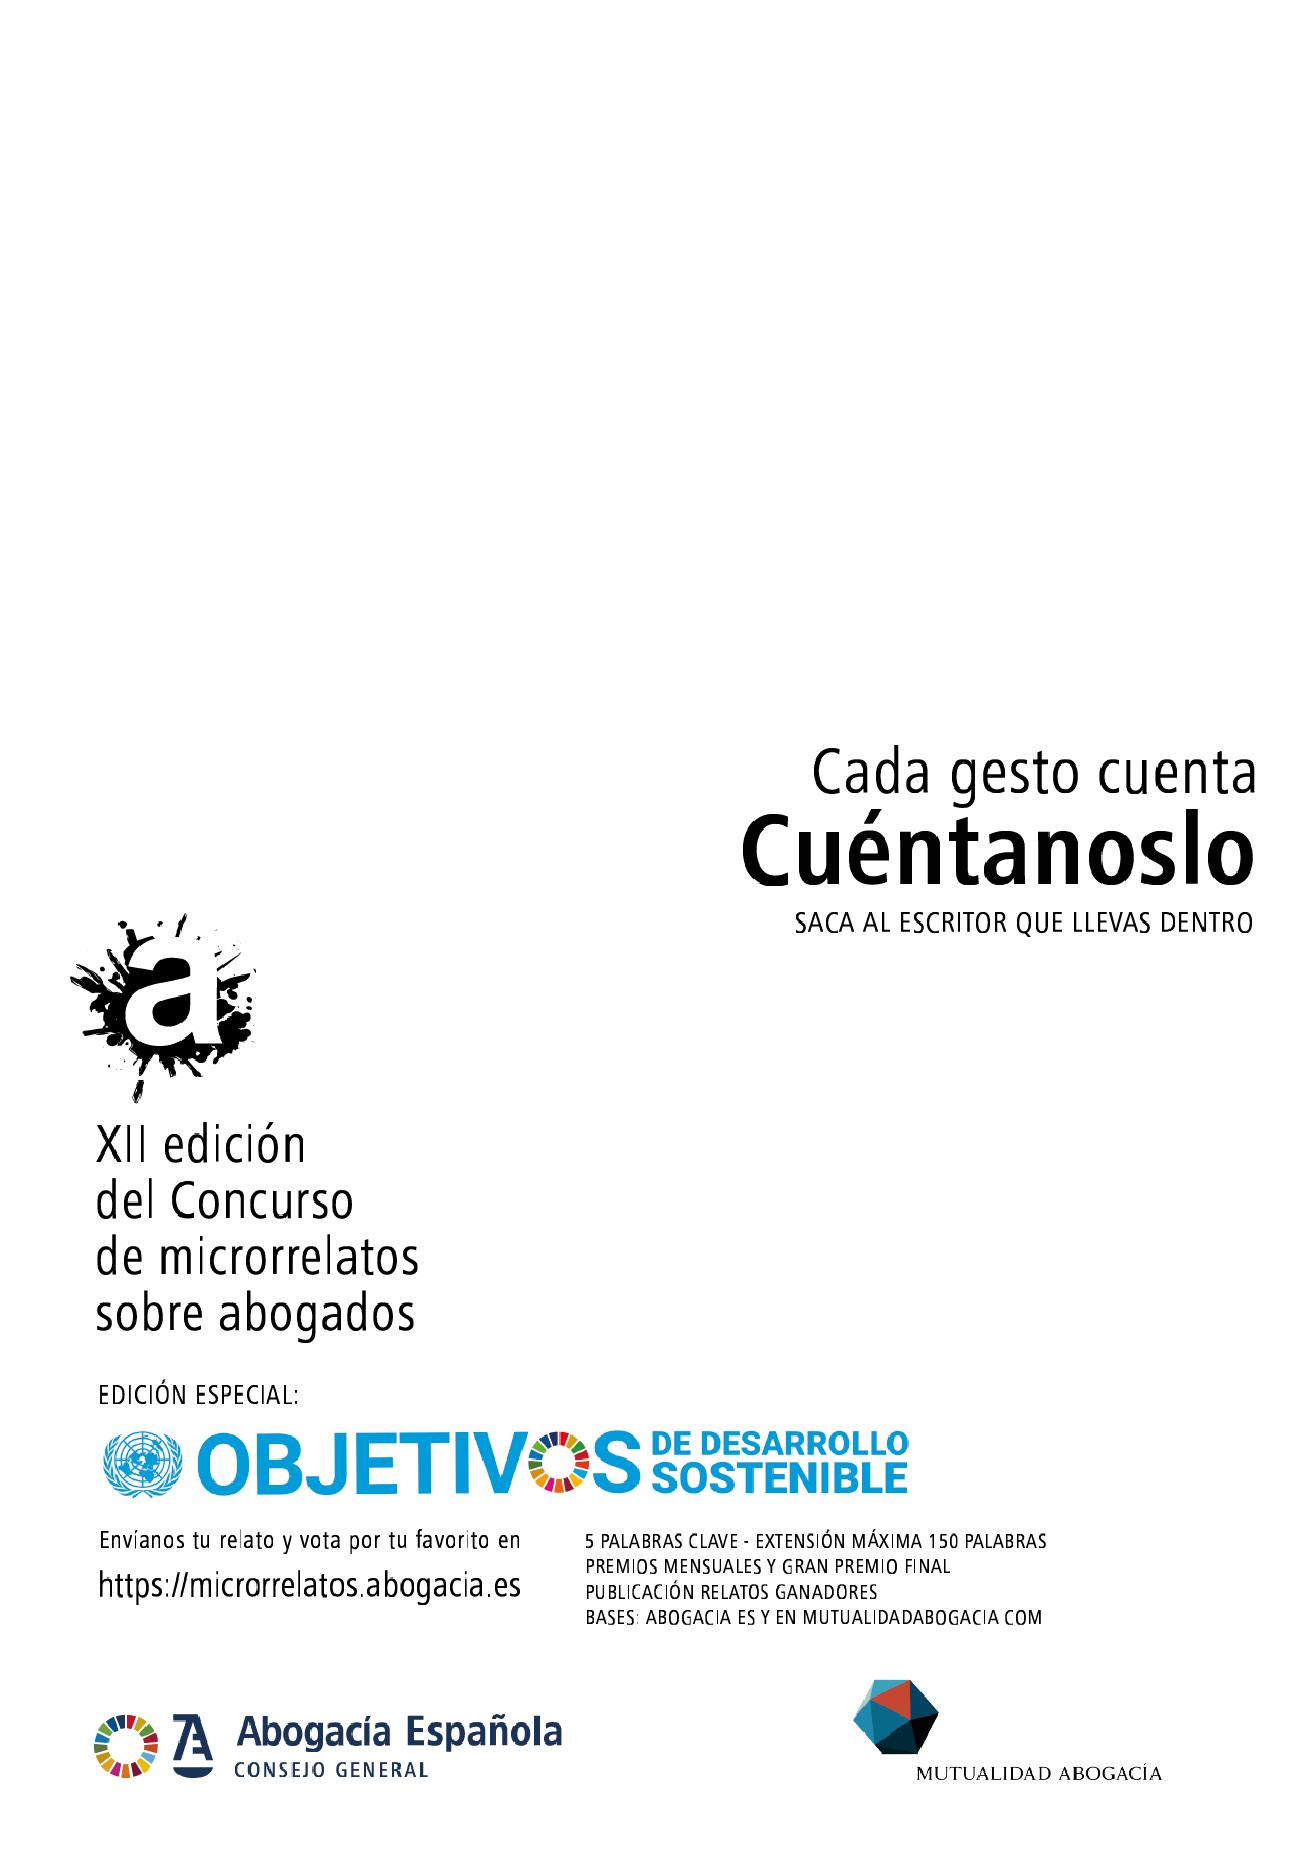 Cada gesto cuenta
Cuéntanoslo
SACA AL ESCRITOR QUE LLEVAS DENTRO
a
XII edición
del Concurso
de microrrelatos
sobre abogados
EDICIÓN ESPECIAL:
OBJETIVOS DE DESARROLLO
SOSTENIBLE
Envíanos tu relato y vota por tu favorito en
https://microrrelatos.abogacia.es
5 PALABRAS CLAVE - EXTENSIÓN MÁXIMA 150 PALABRAS
PREMIOS MENSUALES Y GRAN PREMIO FINAL
PUBLICACIÓN RELATOS GANADORES
BASES: ABOGACIA ES Y EN MUTUALIDADABOGACIA COM
Abogacía Española
CONSEJO GENERAL
MUTUALIDAD ABOGACÍA